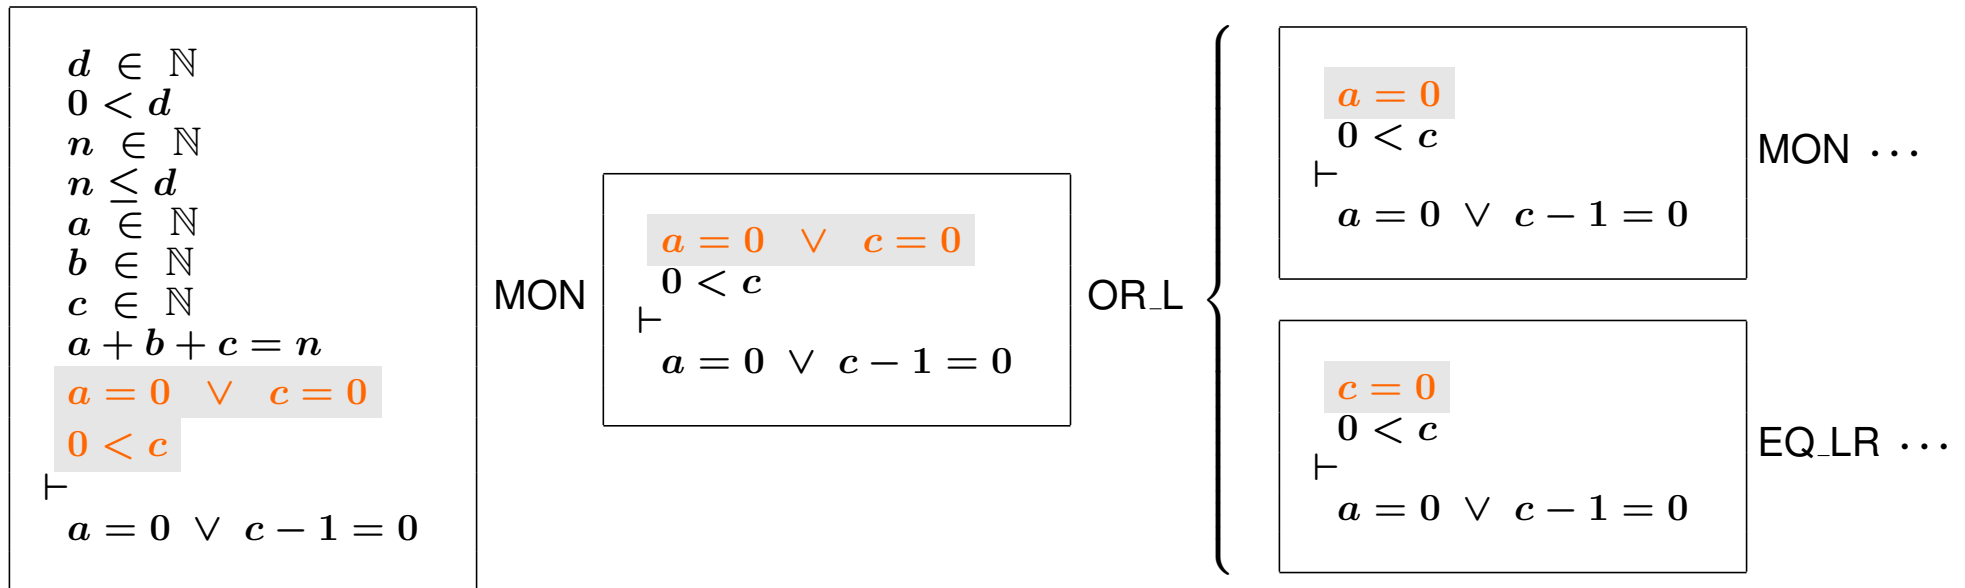 d ∈ ℕ
0 < d
n ∈ ℕ
n ≤ d
a ∈ ℕ
b ∈ ℕ
c ∈ ℕ
a + b + c = n
a = 0 ∨ c = 0
0 < c
⊢
a = 0 ∨ c − 1 = 0
MON
a = 0 ∨ c = 0
0 < c
⊢
a = 0 ∨ c − 1 = 0
OR_L
a = 0
0 < c
⊢
a = 0 ∨ c − 1 = 0
MON ···
c = 0
0 < c
⊢
a = 0 ∨ c − 1 = 0
EQ_LR ···